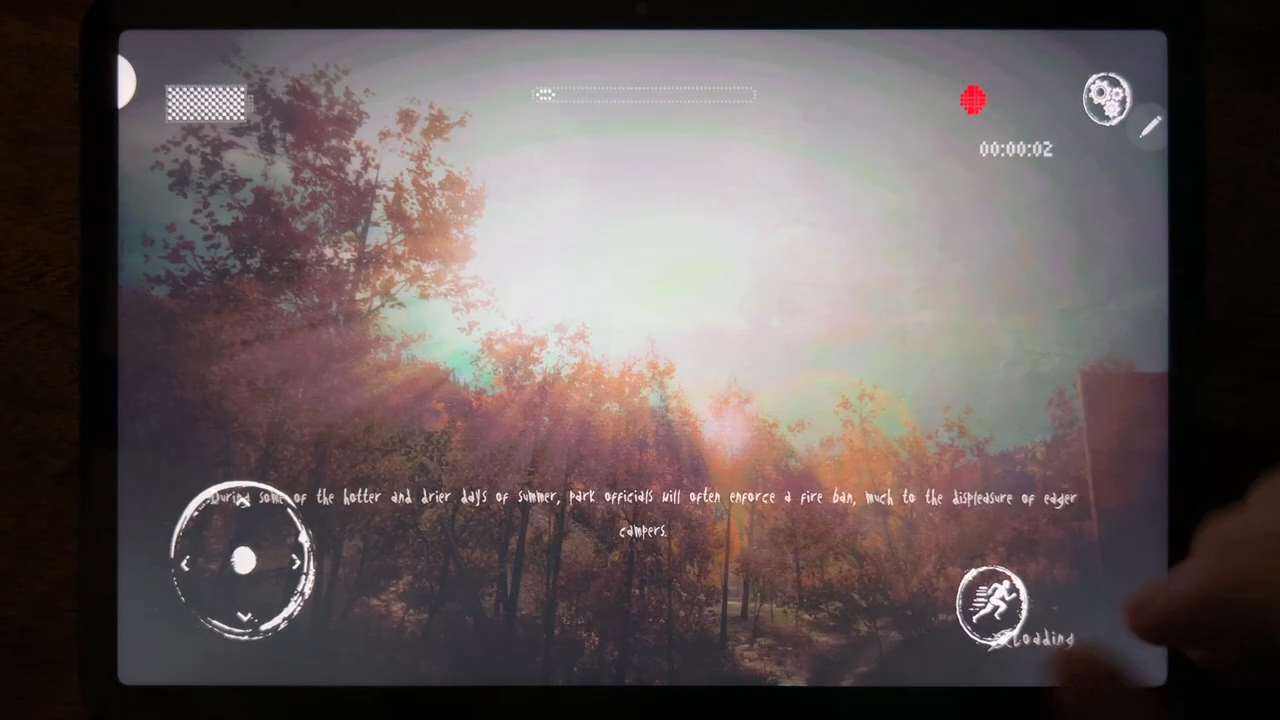 00:00:02
During some of the hotter and drier days of summer, park officials will often enforce a fire ban, much to the displeasure of eager
campers.
Loading